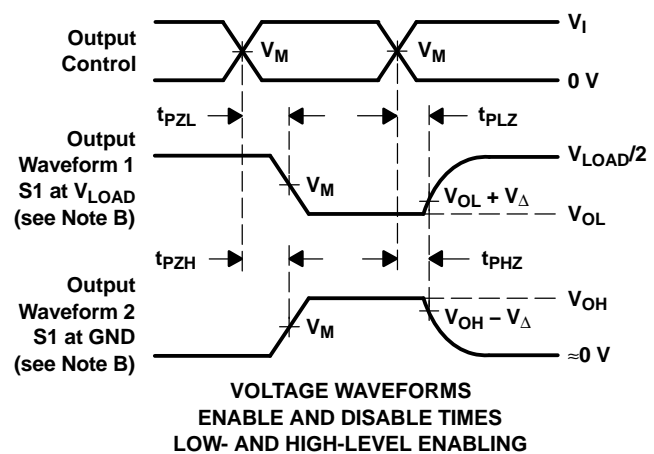 Output
Control
V_M
V_M
V_I
0 V
t_PZL
t_PLZ
Output
Waveform 1
S1 at V_LOAD
(see Note B)
V_M
V_LOAD/2
V_OL + V_Δ
V_OL
t_PZH
t_PHZ
Output
Waveform 2
S1 at GND
(see Note B)
V_M
V_OH
V_OH − V_Δ
≈0 V
VOLTAGE WAVEFORMS
ENABLE AND DISABLE TIMES
LOW- AND HIGH-LEVEL ENABLING